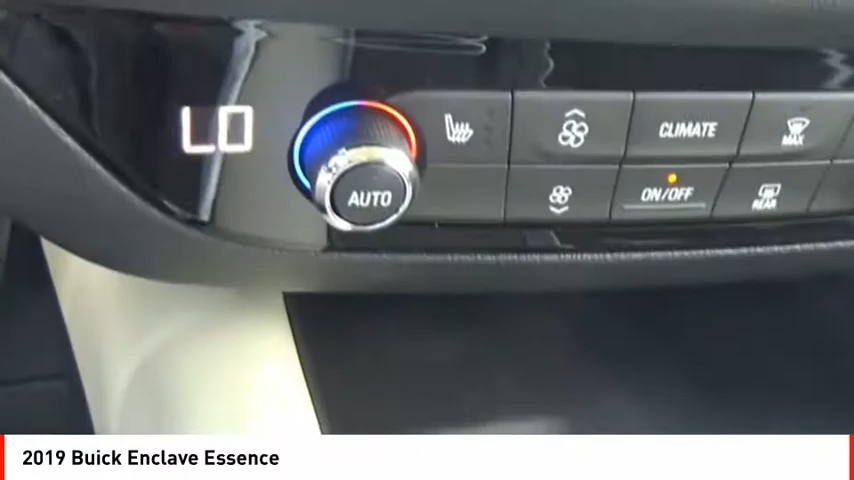 LO
AUTO
CLIMATE
MAX
ON/OFF
REAR
2019 Buick Enclave Essence